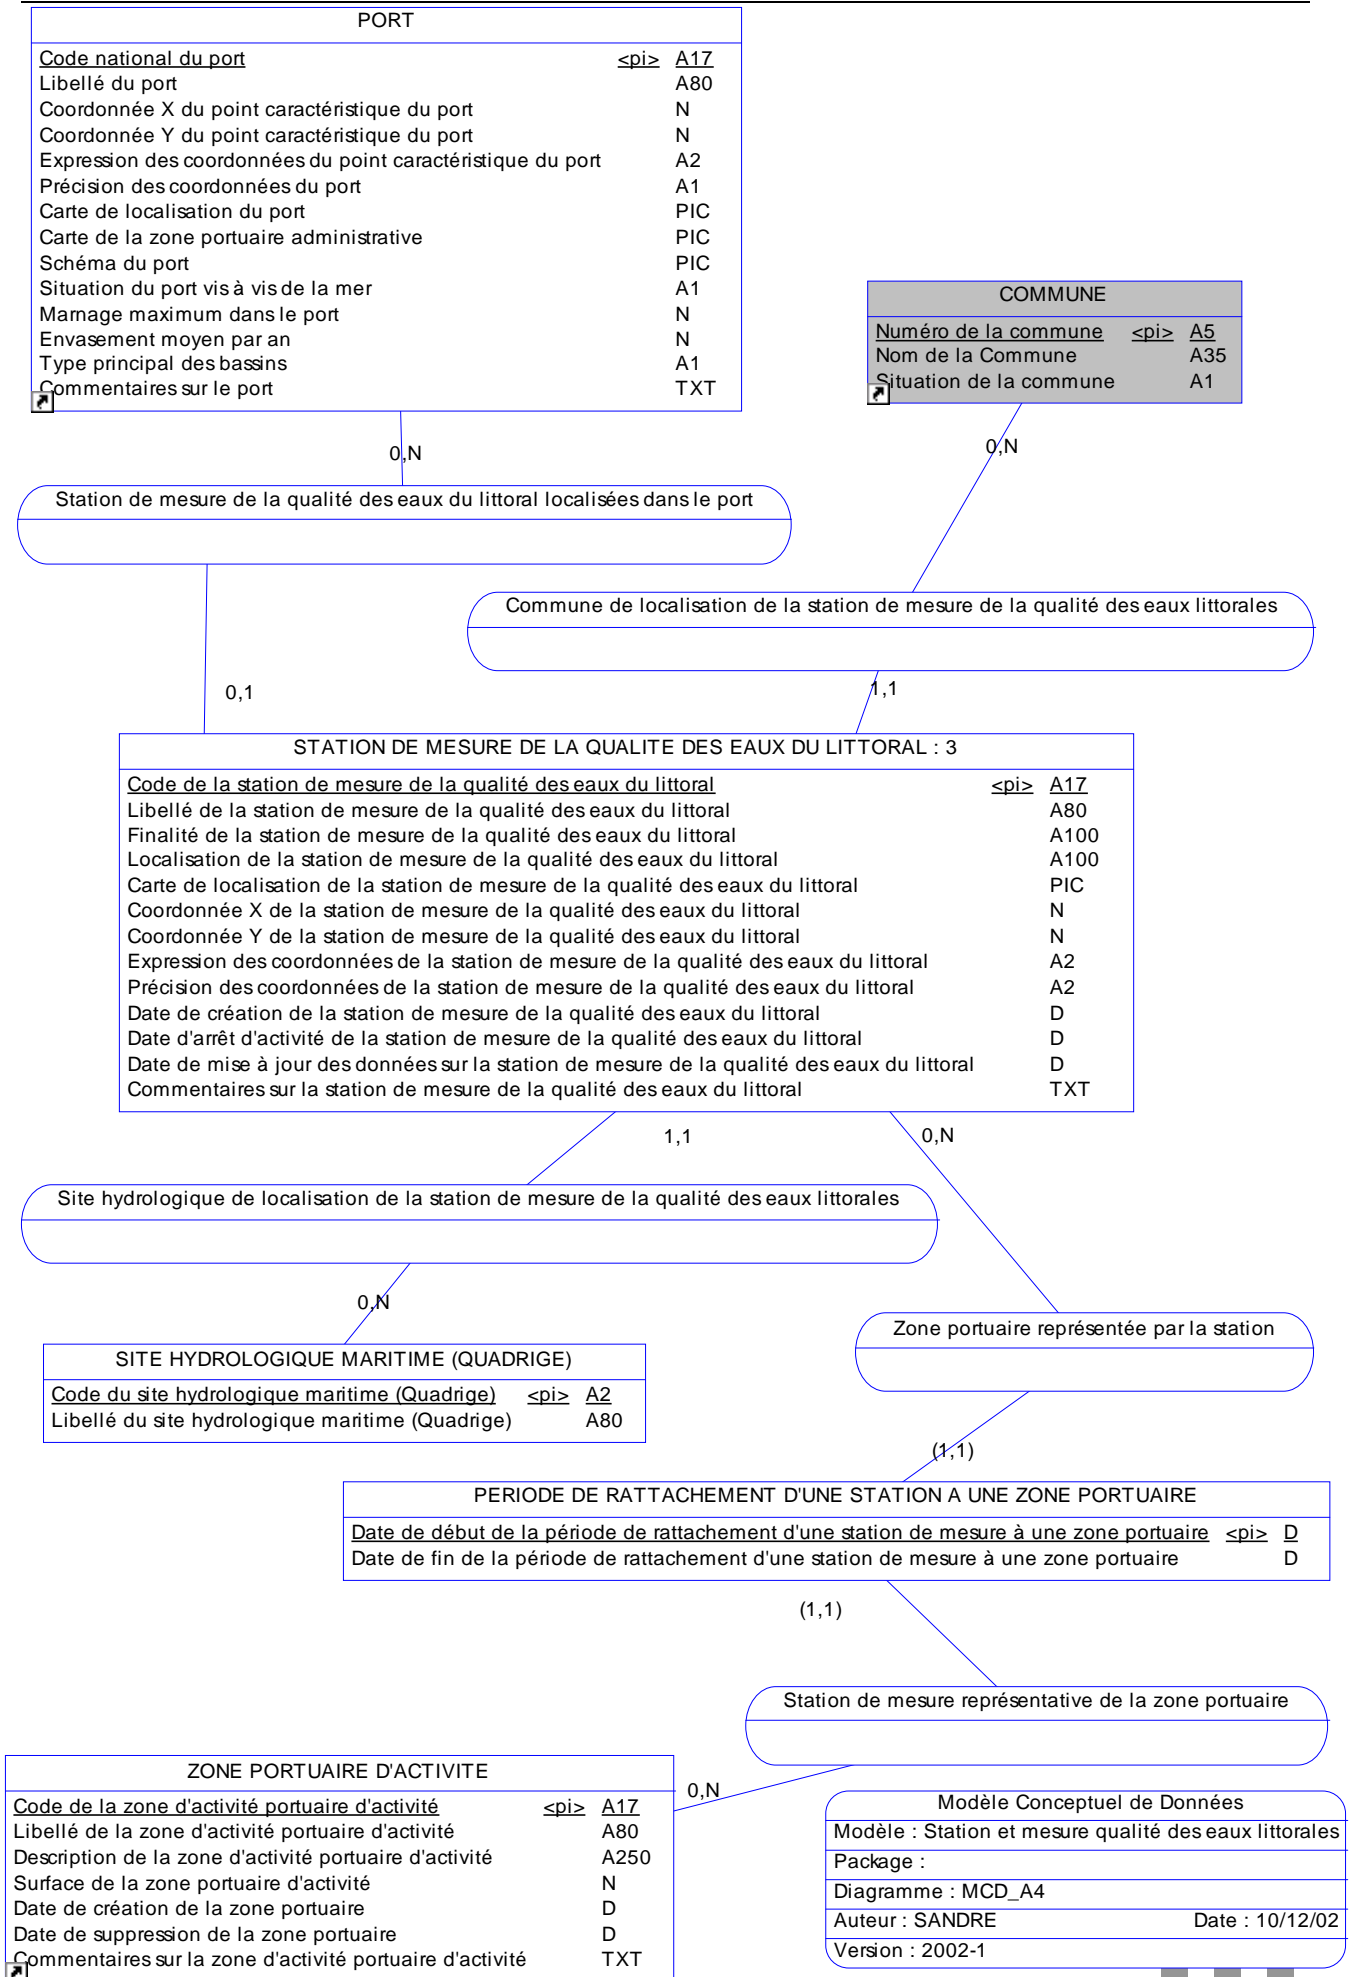 PORT
Code national du port <pi> A17
Libellé du port A80
Coordonnée X du point caractéristique du port N
Coordonnée Y du point caractéristique du port N
Expression des coordonnées du point caractéristique du port A2
Précision des coordonnées du port A1
Carte de localisation du port PIC
Carte de la zone portuaire administrative PIC
Schéma du port PIC
Situation du port vis à vis de la mer A1
Marnage maximum dans le port N
Envasement moyen par an N
Type principal des bassins A1
Commentaires sur le port TXT
COMMUNE
Numéro de la commune <pi> A5
Nom de la Commune A35
Situation de la commune A1
0,N
0,N
Station de mesure de la qualité des eaux du littoral localisées dans le port
Commune de localisation de la station de mesure de la qualité des eaux littorales
0,1
1,1
STATION DE MESURE DE LA QUALITE DES EAUX DU LITTORAL : 3
Code de la station de mesure de la qualité des eaux du littoral <pi> A17
Libellé de la station de mesure de la qualité des eaux du littoral A80
Finalité de la station de mesure de la qualité des eaux du littoral A100
Localisation de la station de mesure de la qualité des eaux du littoral A100
Carte de localisation de la station de mesure de la qualité des eaux du littoral PIC
Coordonnée X de la station de mesure de la qualité des eaux du littoral N
Coordonnée Y de la station de mesure de la qualité des eaux du littoral N
Expression des coordonnées de la station de mesure de la qualité des eaux du littoral A2
Précision des coordonnées de la station de mesure de la qualité des eaux du littoral A2
Date de création de la station de mesure de la qualité des eaux du littoral D
Date d'arrêt d'activité de la station de mesure de la qualité des eaux du littoral D
Date de mise à jour des données sur la station de mesure de la qualité des eaux du littoral D
Commentaires sur la station de mesure de la qualité des eaux du littoral TXT
1,1
0,N
Site hydrologique de localisation de la station de mesure de la qualité des eaux littorales
0,N
Zone portuaire représentée par la station
SITE HYDROLOGIQUE MARITIME (QUADRIGE)
Code du site hydrologique maritime (Quadrige) <pi> A2
Libellé du site hydrologique maritime (Quadrige) A80
(1,1)
PERIODE DE RATTACHEMENT D'UNE STATION A UNE ZONE PORTUAIRE
Date de début de la période de rattachement d'une station de mesure à une zone portuaire <pi> D
Date de fin de la période de rattachement d'une station de mesure à une zone portuaire D
(1,1)
Station de mesure représentative de la zone portuaire
0,N
ZONE PORTUAIRE D'ACTIVITE
Code de la zone d'activité portuaire d'activité <pi> A17
Libellé de la zone d'activité portuaire d'activité A80
Description de la zone d'activité portuaire d'activité A250
Surface de la zone portuaire d'activité N
Date de création de la zone portuaire D
Date de suppression de la zone portuaire D
Commentaires sur la zone d'activité portuaire d'activité TXT
Modèle Conceptuel de Données
Modèle : Station et mesure qualité des eaux littorales
Package :
Diagramme : MCD_A4
Auteur : SANDRE Date : 10/12/02
Version : 2002-1